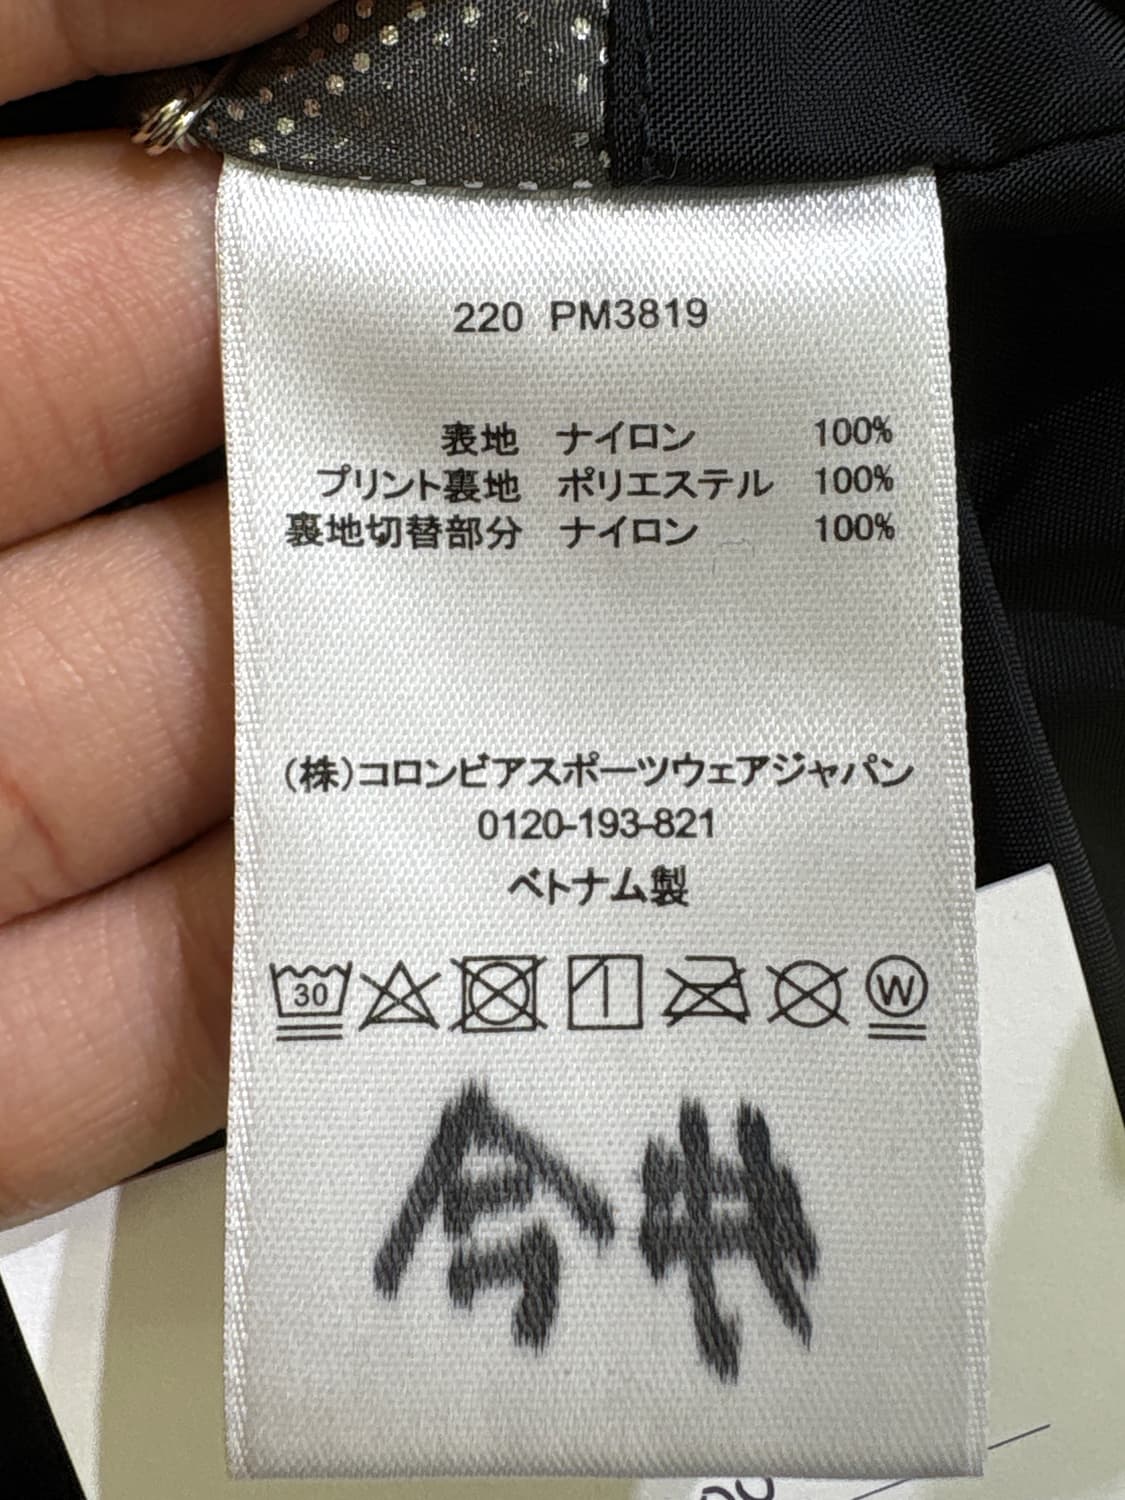 220 PM3819
表地 ナイロン 100%
プリント裏地 ポリエステル 100%
裏地切替部分 ナイロン 100%
(株)コロンビアスポーツウェアジャパン
0120-193-821
ベトナム製
30
W
今井